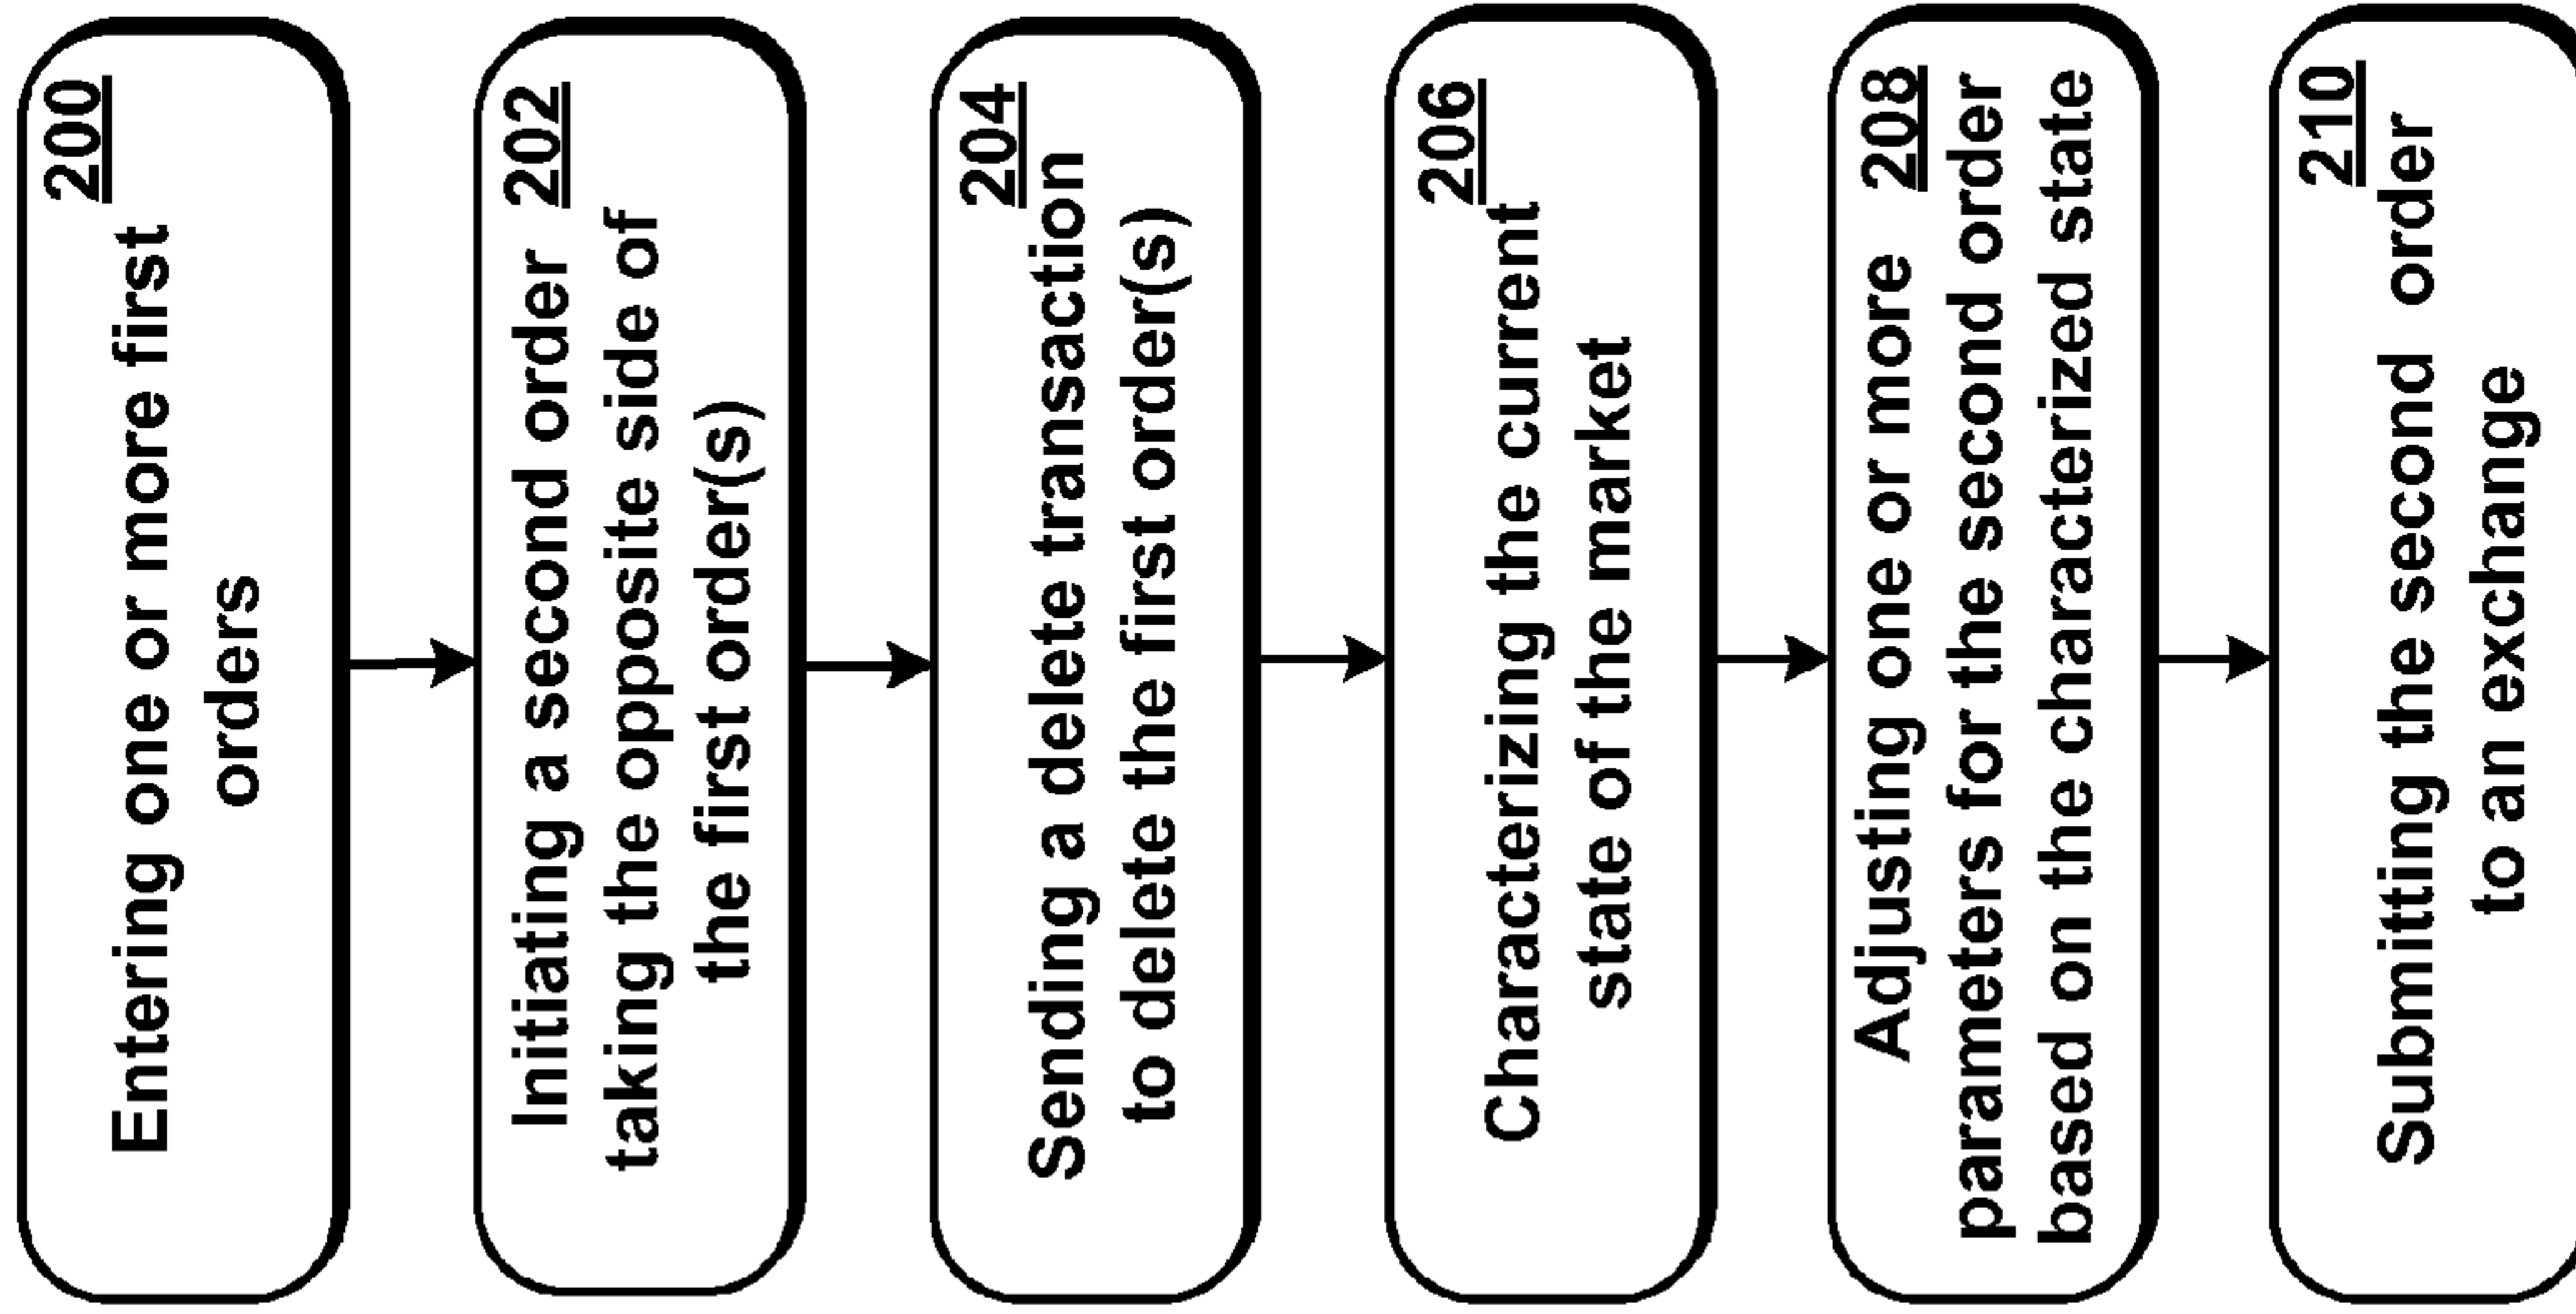 200
Entering one or more first
orders
Initiating a second order 202
taking the opposite side of
the first order(s)
204
Sending a delete transaction
to delete the first order(s)
206
Characterizing the current
state of the market
Adjusting one or more 208
parameters for the second order
based on the characterized state
210
Submitting the second order
to an exchange